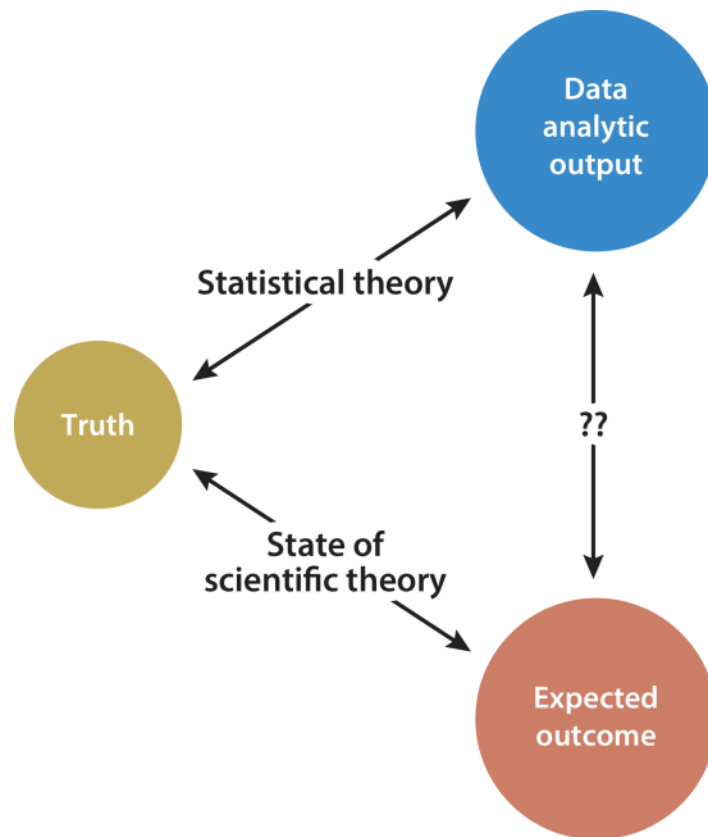 Data
analytic
output
Statistical theory
Truth
??
State of
scientific theory
Expected
outcome